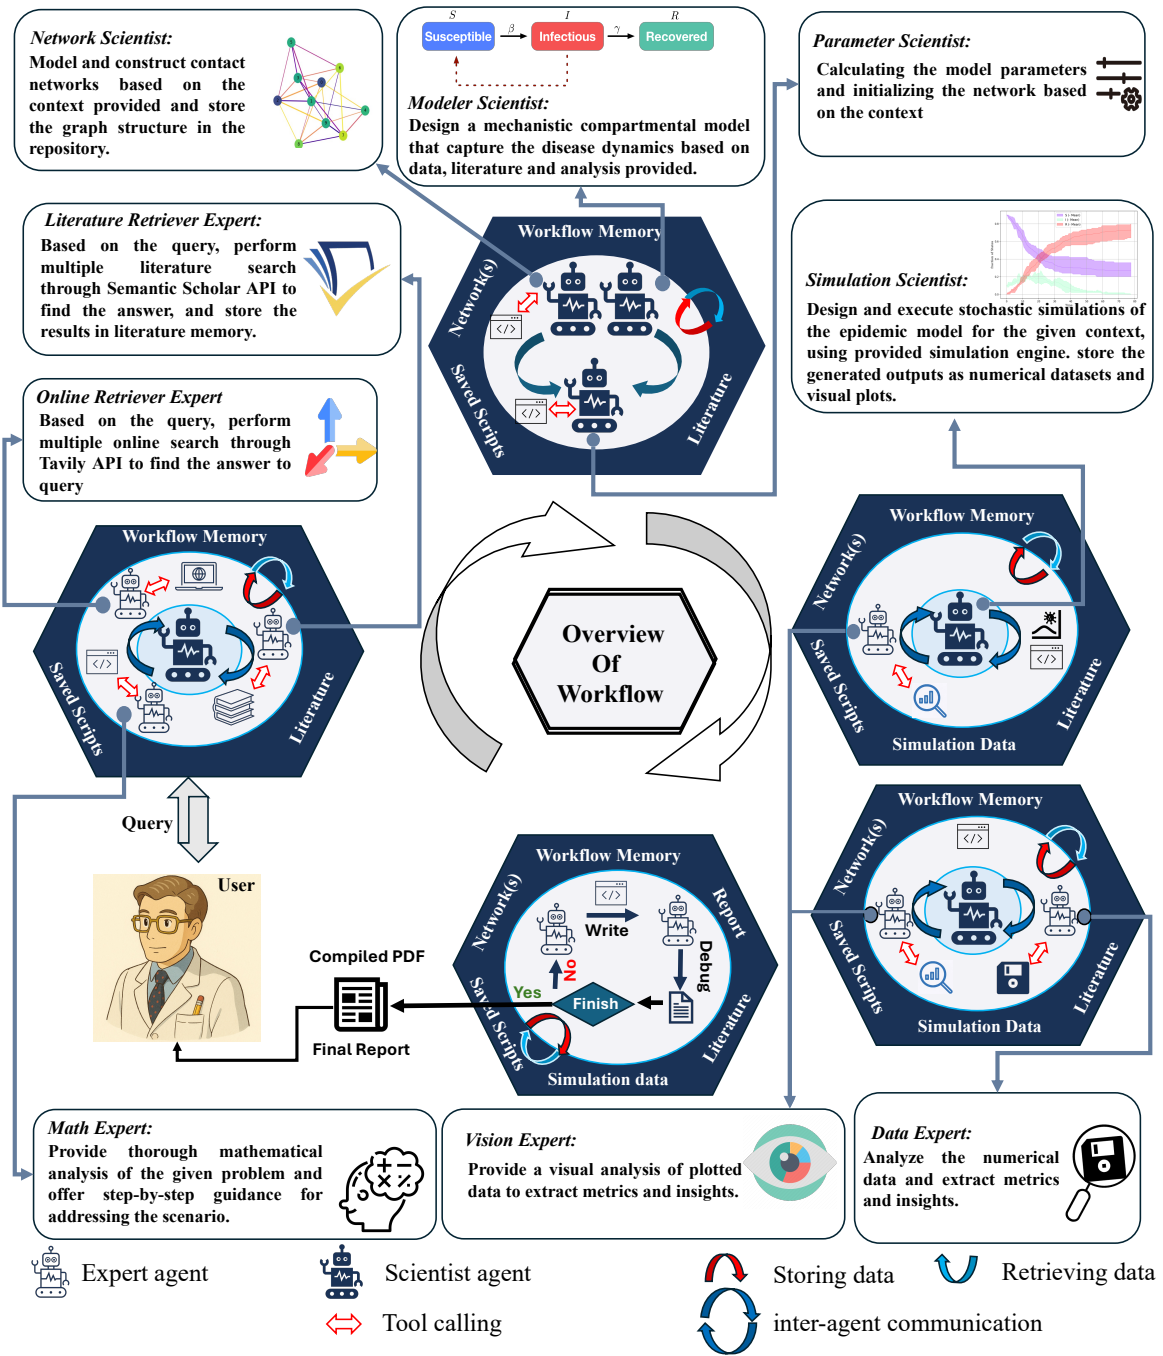 Network Scientist:
Model and construct contact
networks based on the
context provided and store
the graph structure in the
repository.
S
I
R
Susceptible
β
Infectious
γ
Recovered
Modeler Scientist:
Design a mechanistic compartmental model
that capture the disease dynamics based on
data, literature and analysis provided.
Parameter Scientist:
Calculating the model parameters
and initializing the network based
on the context
Literature Retriever Expert:
Based on the query, perform
multiple literature search
through Semantic Scholar API to
find the answer, and store the
results in literature memory.
Workflow Memory
Network(s)
Saved Scripts
Literature
Simulation Scientist:
Design and execute stochastic simulations of
the epidemic model for the given context,
using provided simulation engine. store the
generated outputs as numerical datasets and
visual plots.
Online Retriever Expert
Based on the query, perform
multiple online search through
Tavily API to find the answer to
query
Workflow Memory
Saved Scripts
Literature
Overview
Of
Workflow
Workflow Memory
Network(s)
Saved Scripts
Literature
Simulation Data
Query
User
Workflow Memory
Network(s)
Saved Scripts
Literature
Simulation Data
Workflow Memory
Network(s)
Report
Write
Debug
No
Yes
Finish
Saved Scripts
Literature
Simulation data
Compiled PDF
Final Report
Math Expert:
Provide thorough mathematical
analysis of the given problem and
offer step-by-step guidance for
addressing the scenario.
Vision Expert:
Provide a visual analysis of plotted
data to extract metrics and insights.
Data Expert:
Analyze the numerical
data and extract metrics
and insights.
Expert agent
Scientist agent
Storing data
Retrieving data
Tool calling
inter-agent communication